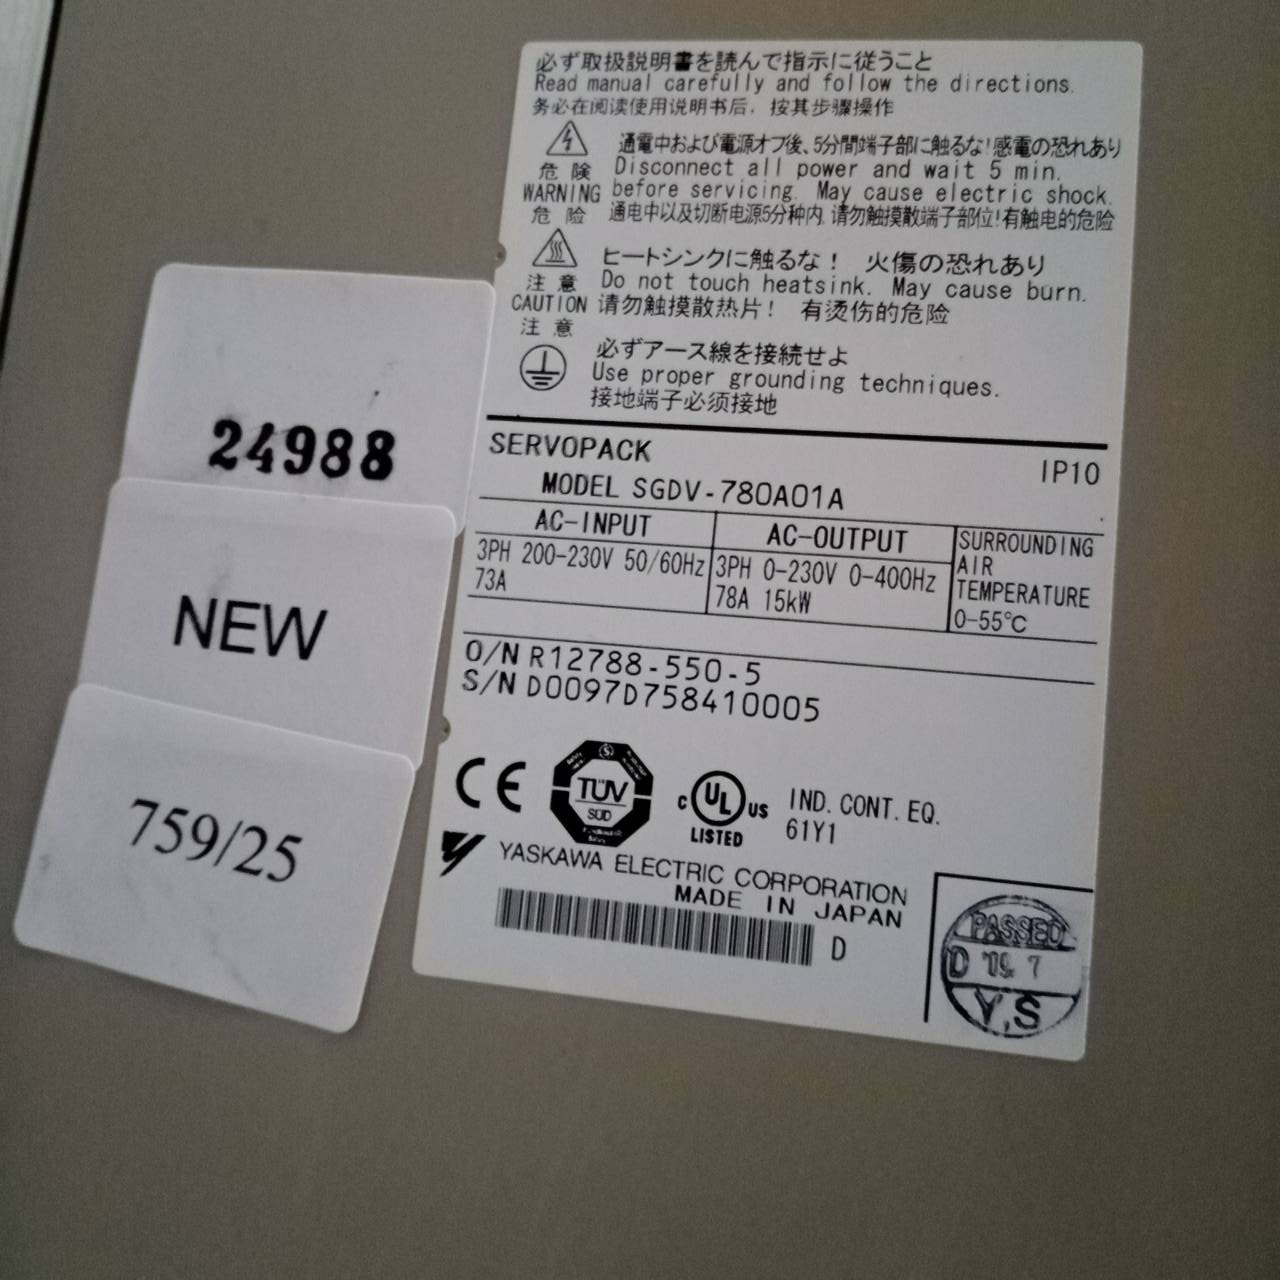 必ず取扱説明書を読んで指示に従うこと
Read manual carefully and follow the directions.
务必在阅读使用说明书后，按其步骤操作
危険
WARNING
危险
通電中および電源オフ後、5分間端子部に触るな!感電の恐れあり
Disconnect all power and wait 5 min.
before servicing. May cause electric shock.
通电中以及切断电源5分种内,请勿触摸散端子部位!有触电的危险
注意
CAUTION
注意
ヒートシンクに触るな! 火傷の恐れあり
Do not touch heatsink. May cause burn.
请勿触摸散热片! 有烫伤的危险
必ずアース線を接続せよ
Use proper grounding techniques.
接地端子必须接地
SERVOPACK
IP10
MODEL SGDV-780A01A
AC-INPUT
3PH 200-230V 50/60Hz
73A
AC-OUTPUT
3PH 0-230V 0-400Hz
78A 15kW
SURROUNDING
AIR
TEMPERATURE
0-55℃
O/N R12788-550-5
S/N D0097D758410005
CE
TÜV
SÜD
C UL US
LISTED
IND. CONT. EQ.
61Y1
YASKAWA ELECTRIC CORPORATION
MADE IN JAPAN
D
PASSED
D '09. 7
Y.S
24988
NEW
759/25